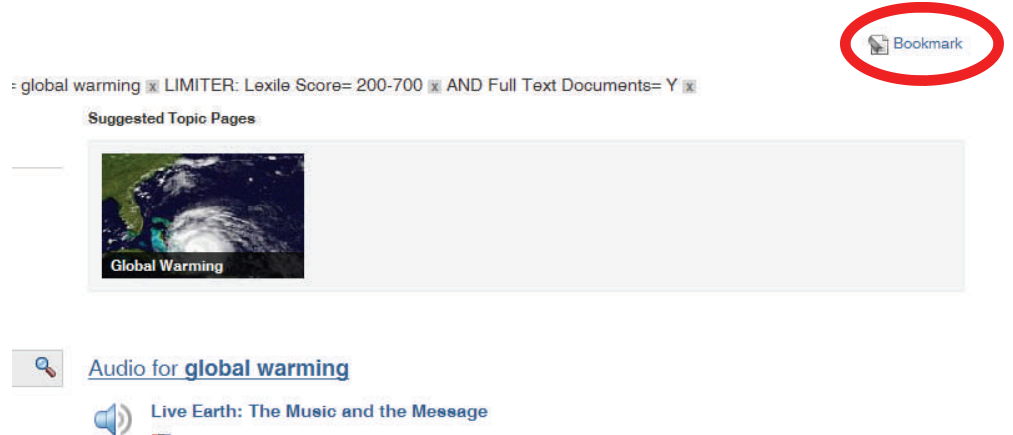 Bookmark
= global warming x LIMITER: Lexile Score= 200-700 x AND Full Text Documents= Y x
Suggested Topic Pages
Global Warming
Audio for global warming
Live Earth: The Music and the Message